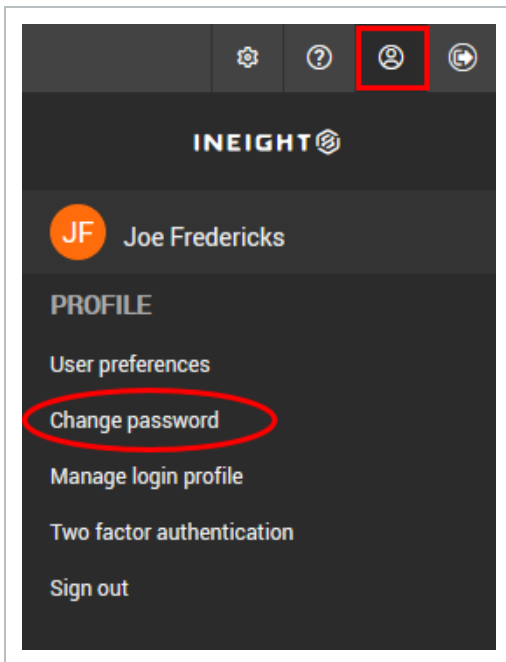 INEIGHT
JF Joe Fredericks
PROFILE
User preferences
Change password
Manage login profile
Two factor authentication
Sign out